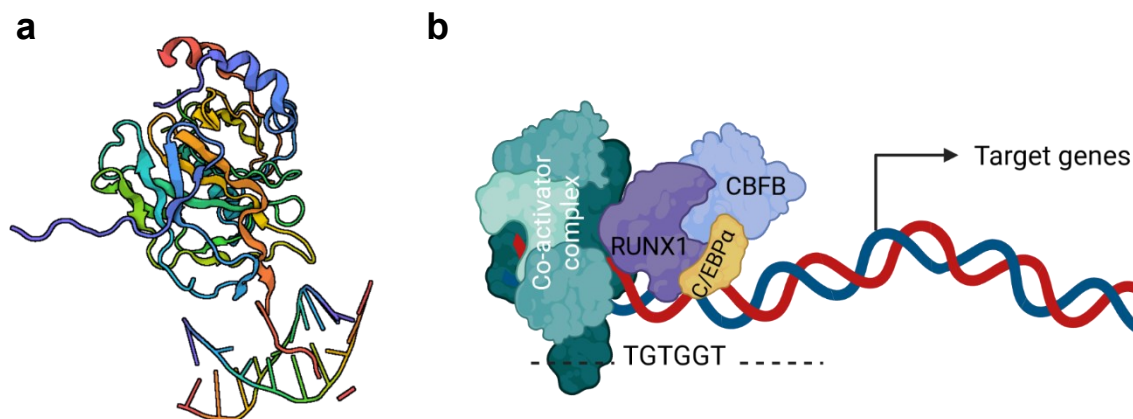 a
b
Target genes
CBFB
Co-activator
complex
RUNX1
C/EBPα
TGTGGT